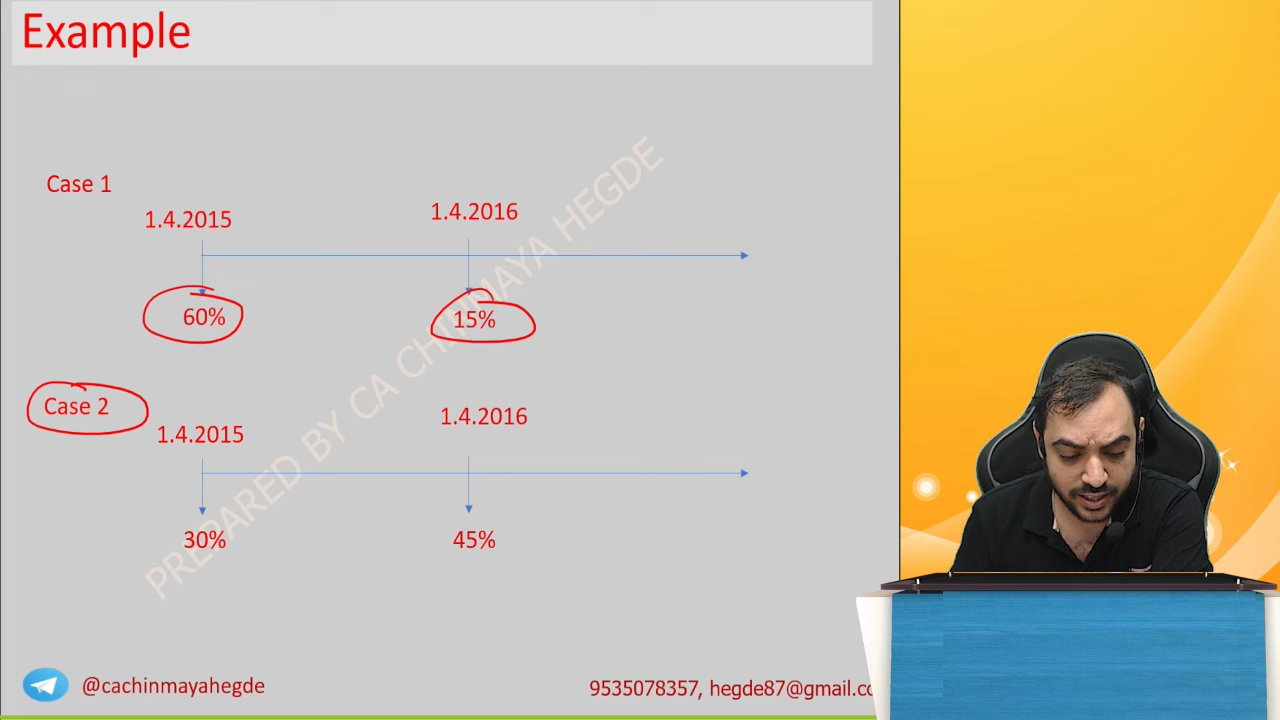 Example
Case 1
1.4.2015
1.4.2016
60%
15%
Case 2
1.4.2015
1.4.2016
30%
45%
PREPARED BY CA CHINMAYA HEGDE
@cachinmayahegde
9535078357, hegde87@gmail.co